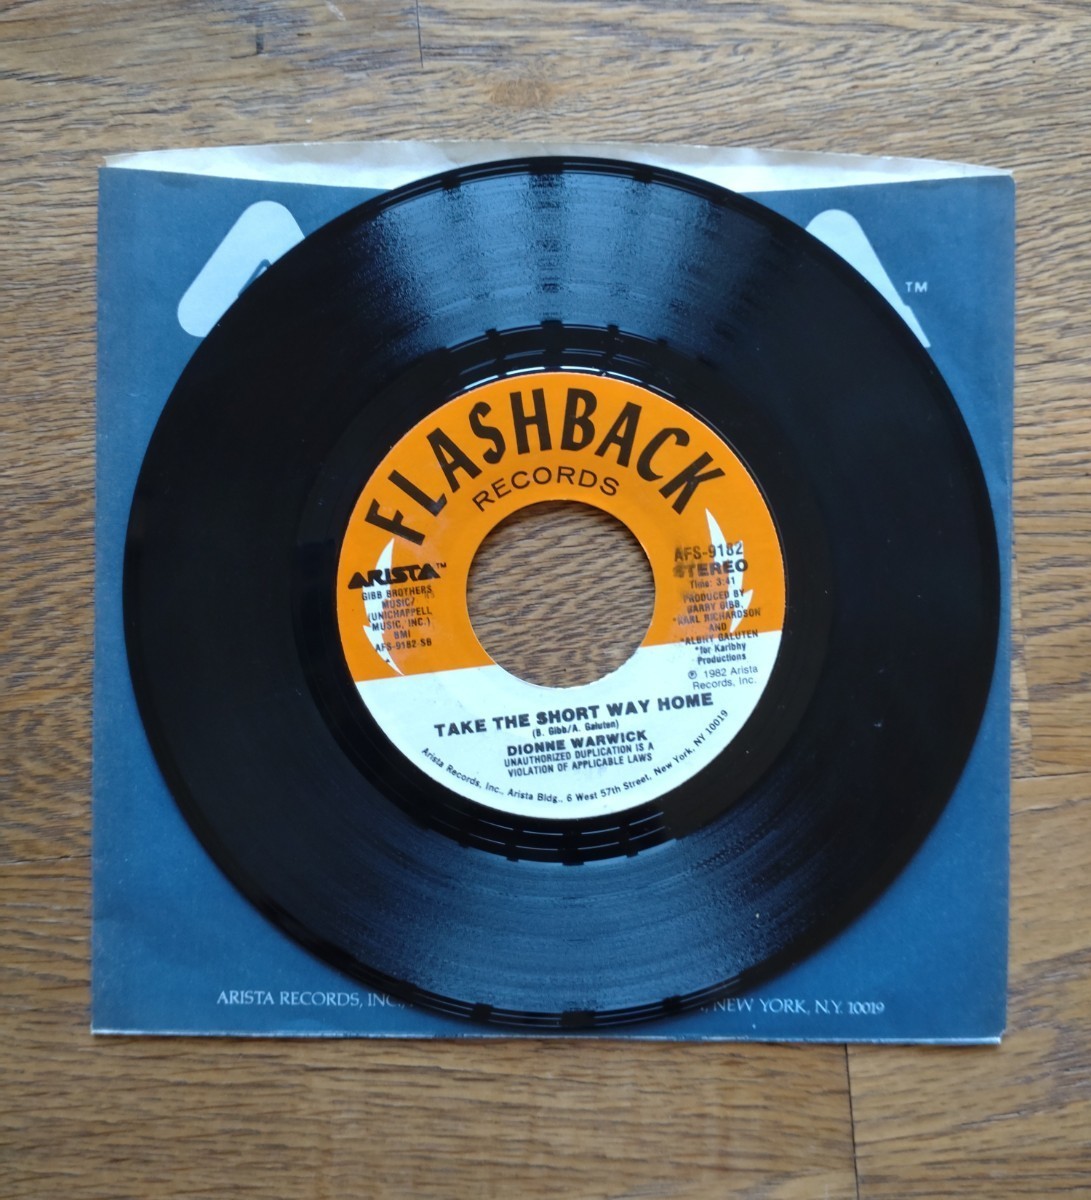 TM
FLASHBACK
RECORDS
ARISTA™
GIBB BROTHERS
MUSIC/
(UNICHAPPELL
MUSIC, INC.)
BMI
AFS-9182-SB
AFS-9182
STEREO
Time: 3:41
PRODUCED BY
BARRY GIBB,
*KARL RICHARDSON
AND
*ALBHY GALUTEN
*for Karlbhy
Productions
℗ 1982 Arista
Records, Inc.
TAKE THE SHORT WAY HOME
(B. Gibb/A. Galuten)
DIONNE WARWICK
UNAUTHORIZED DUPLICATION IS A
VIOLATION OF APPLICABLE LAWS
Arista Records, Inc., Arista Bldg., 6 West 57th Street, New York, NY 10019
ARISTA RECORDS, INC., NEW YORK, N.Y. 10019